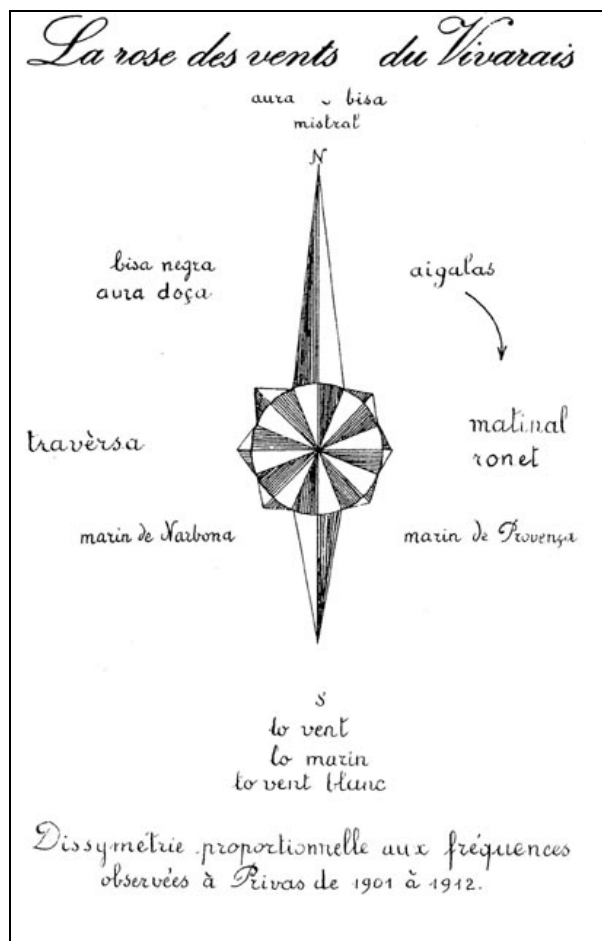 La rose des vents du Vivarais
aura ~ bisa
mistral
N
bisa negra
aura doça
aigalas
travèrsa
matinal
ronet
marin de Narbona
marin de Provença
S
lo vent
lo marin
lo vent blanc
Dissymétrie proportionnelle aux fréquences
observées à Privas de 1901 à 1912.